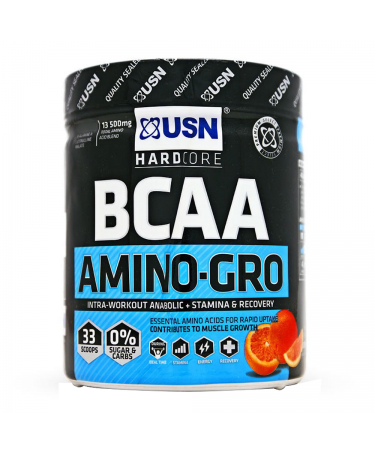 QUALITY SEALED
USN
QUALITY SEALED
USN
13 500mg
USN®
HARDCORE
BCAA
AMINO-GRO
INTRA-WORKOUT ANABOLIC + STAMINA & RECOVERY
ESSENTIAL AMINO ACIDS FOR RAPID UPTAKE
CONTRIBUTES TO MUSCLE GROWTH
33
SCOOPS
0%
SUGAR &
CARBS
STAMINA
ENERGY
RECOVERY